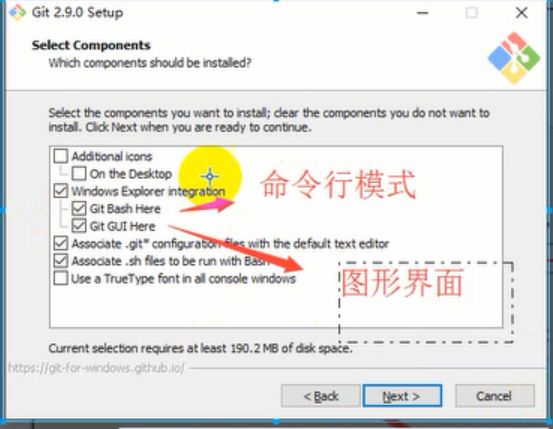 Git 2.9.0 Setup
Select Components
Which components should be installed?
Select the components you want to install; clear the components you do not want to
install. Click Next when you are ready to continue.
Additional icons
On the Desktop
Windows Explorer integration
命令行模式
Git Bash Here
Git GUI Here
Associate .git* configuration files with the default text editor
Associate .sh files to be run with Bash
Use a TrueType font in all console windows
图形界面
Current selection requires at least 190.2 MB of disk space.
https://git-for-windows.github.io/
< Back
Next >
Cancel